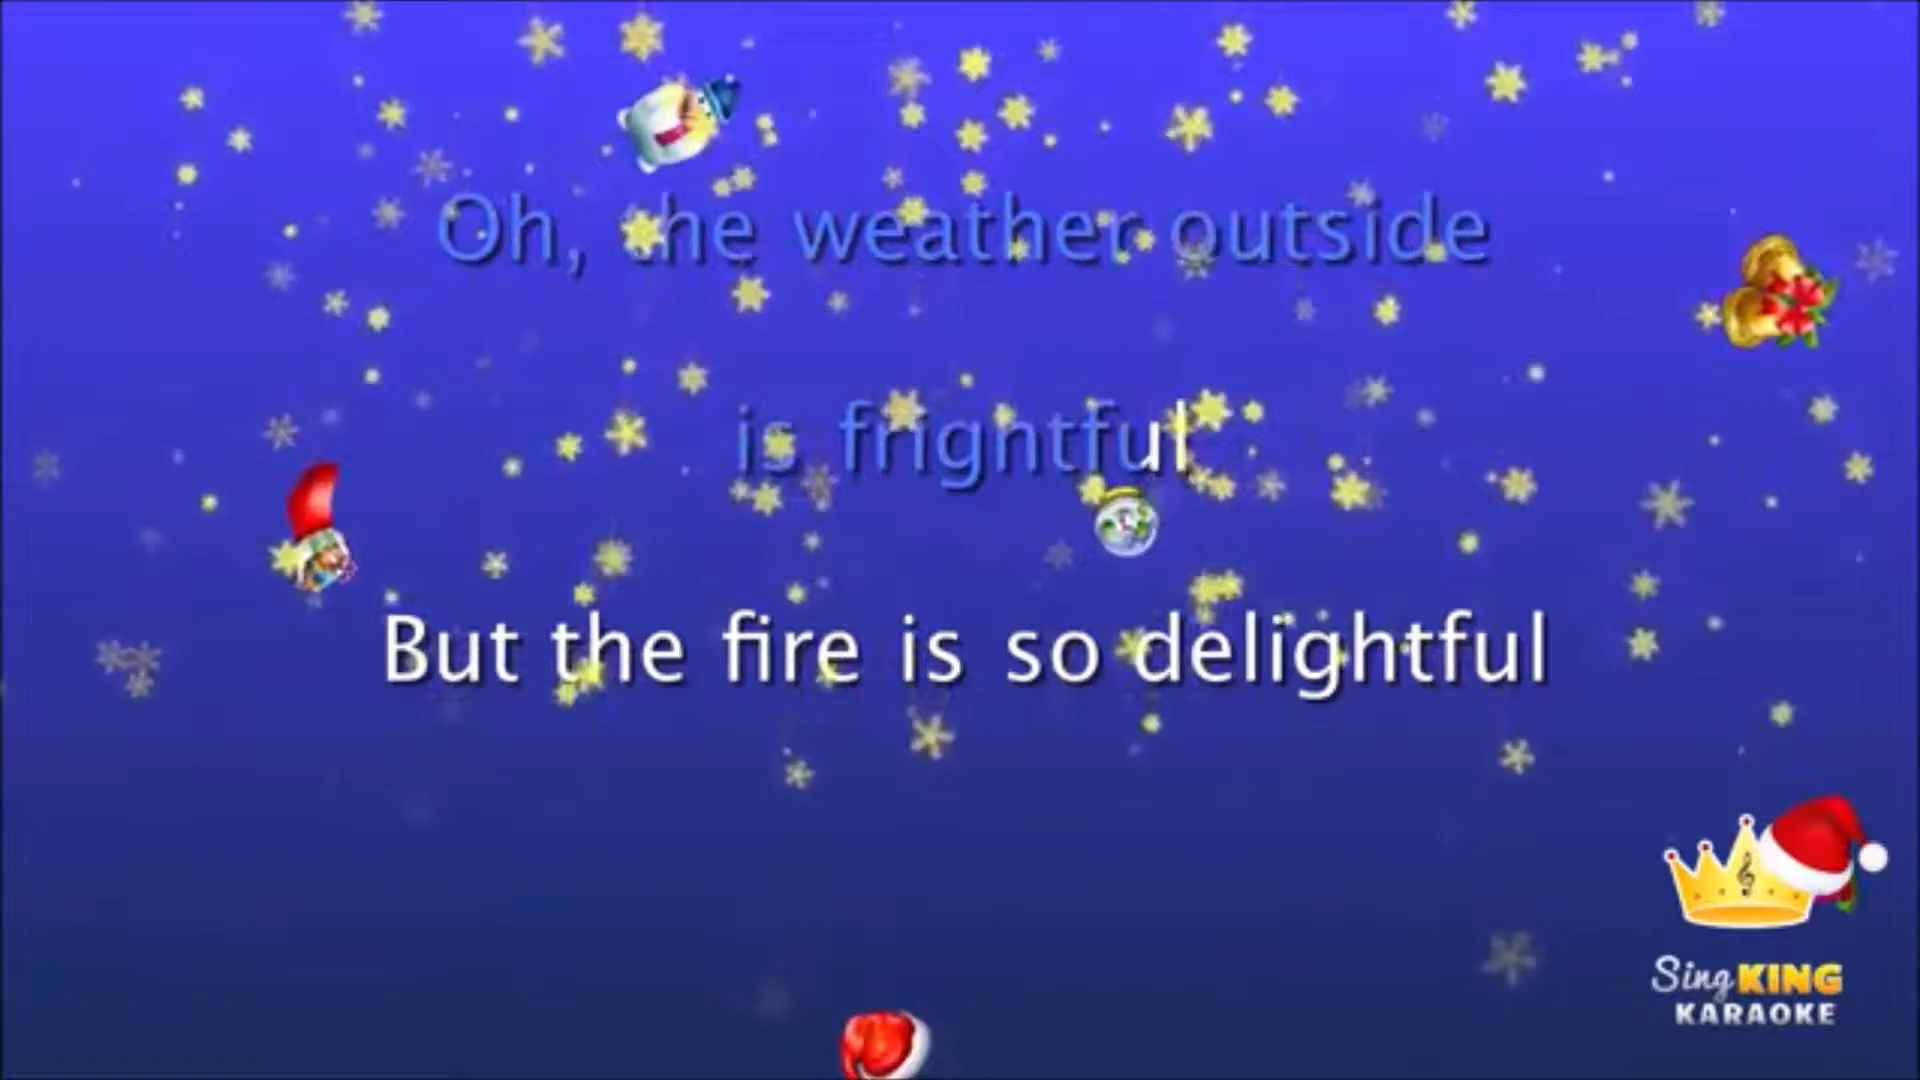 Oh, the weather outside
is frightful
But the fire is so delightful
Sing KING
KARAOKE